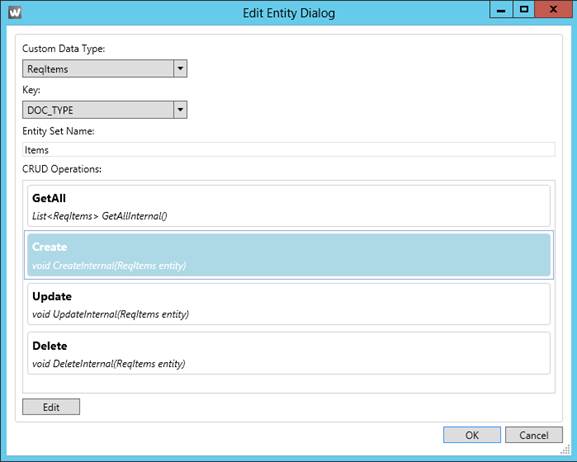 W
Edit Entity Dialog
Custom Data Type:
ReqItems
Key:
DOC_TYPE
Entity Set Name:
Items
CRUD Operations:
GetAll
List<ReqItems> GetAllInternal()
Create
void CreateInternal(ReqItems entity)
Update
void UpdateInternal(ReqItems entity)
Delete
void DeleteInternal(ReqItems entity)
Edit
OK Cancel